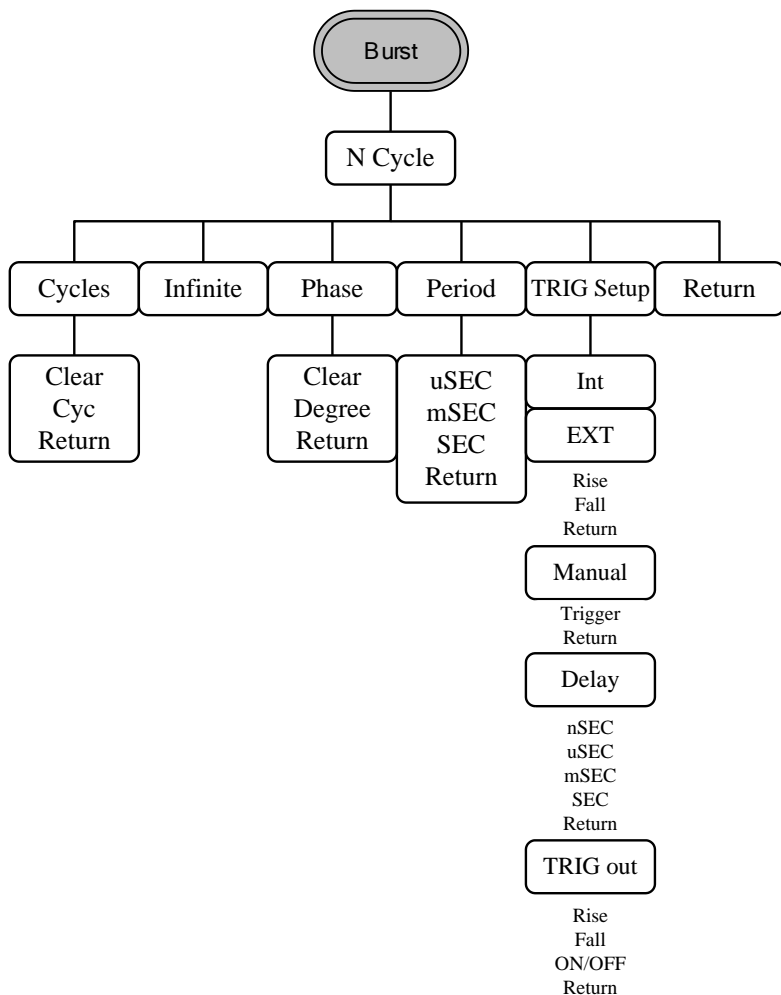 Burst
N Cycle
Cycles Infinite Phase Period TRIG Setup Return
Clear
Cyc
Return
Clear
Degree
Return
uSEC
mSEC
SEC
Return
Int
EXT
Rise
Fall
Return
Manual
Trigger
Return
Delay
nSEC
uSEC
mSEC
SEC
Return
TRIG out
Rise
Fall
ON/OFF
Return